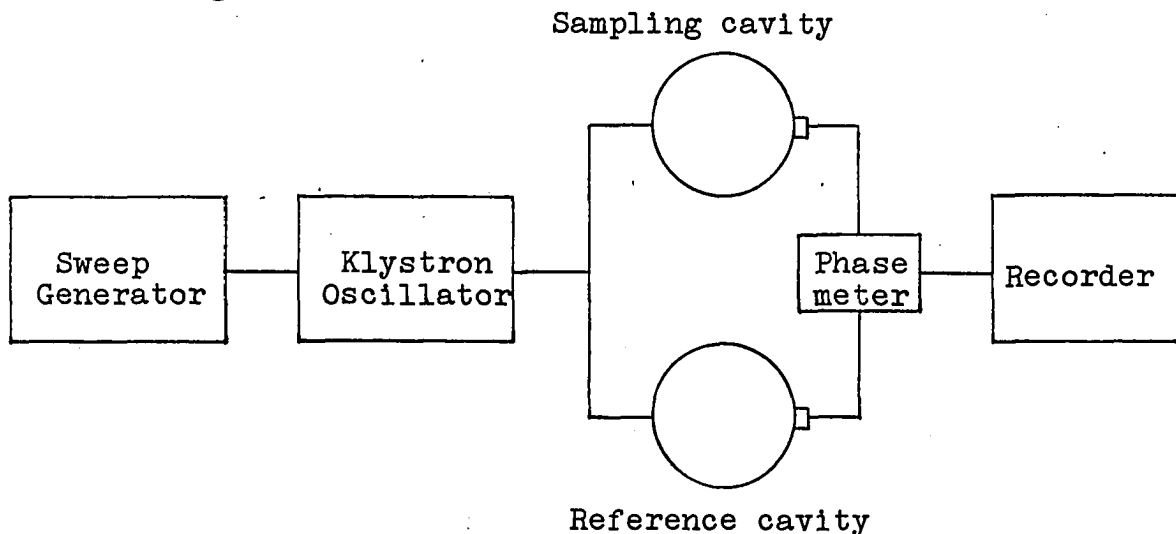 Sampling cavity
Sweep
Generator
Klystron
Oscillator
Phase
meter
Recorder
Reference cavity